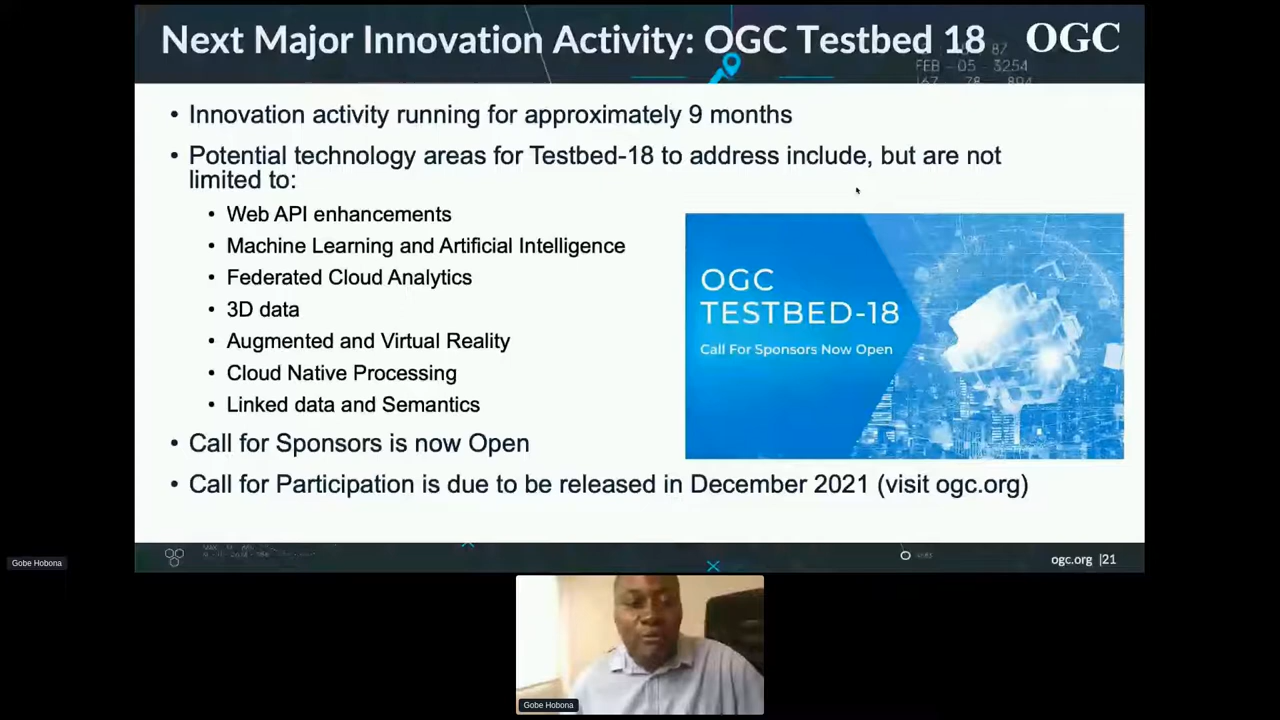 Next Major Innovation Activity: OGC Testbed 18
OGC
87
FEB - 05 - 3254
• Innovation activity running for approximately 9 months
• Potential technology areas for Testbed-18 to address include, but are not
limited to:
• Web API enhancements
• Machine Learning and Artificial Intelligence
• Federated Cloud Analytics
• 3D data
• Augmented and Virtual Reality
• Cloud Native Processing
• Linked data and Semantics
OGC
TESTBED-18
Call For Sponsors Now Open
• Call for Sponsors is now Open
• Call for Participation is due to be released in December 2021 (visit ogc.org)
ogc.org |21
Gobe Hobona
Gobe Hobona